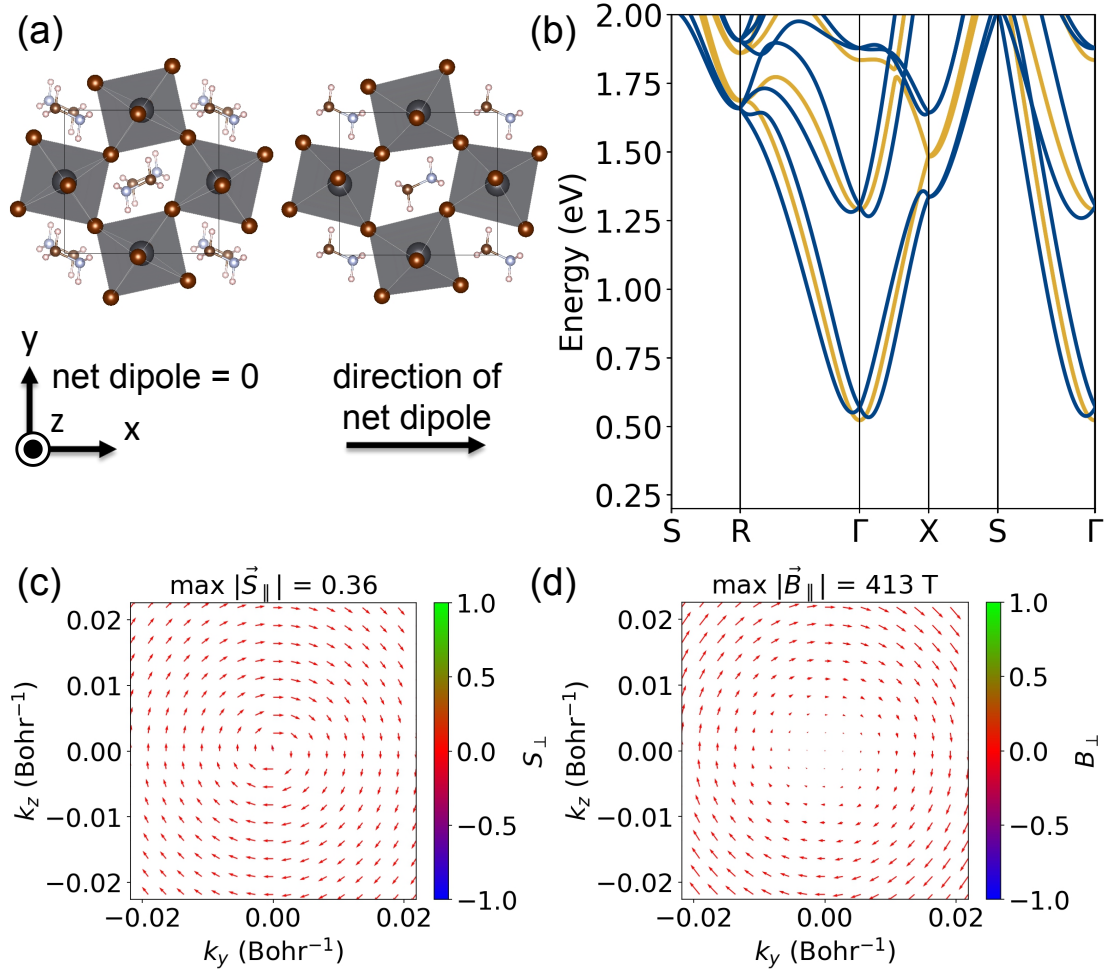 (a)
y
net dipole = 0
z
x
direction of
net dipole
(b)
Energy (eV)
2.00
1.75
1.50
1.25
1.00
0.75
0.50
0.25
S
R
Γ
X
S
Γ
(c)
max |S⃗∥| = 0.36
k_z (Bohr⁻¹)
0.02
0.01
0.00
−0.01
−0.02
−0.02
0.00
0.02
k_y (Bohr⁻¹)
1.0
0.5
0.0
−0.5
−1.0
S⊥
(d)
max |B⃗∥| = 413 T
k_z (Bohr⁻¹)
0.02
0.01
0.00
−0.01
−0.02
−0.02
0.00
0.02
k_y (Bohr⁻¹)
1.0
0.5
0.0
−0.5
−1.0
B⊥